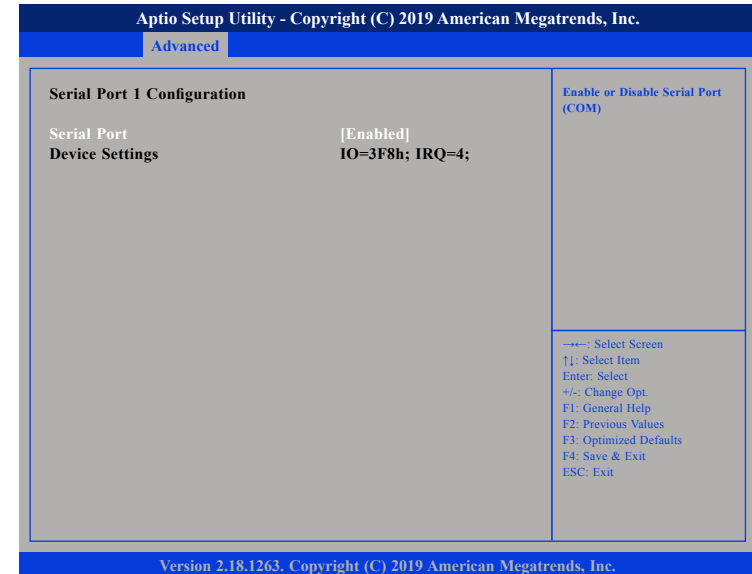 Aptio Setup Utility - Copyright (C) 2019 American Megatrends, Inc.
Advanced
Serial Port 1 Configuration
Serial Port [Enabled]
Device Settings IO=3F8h; IRQ=4;
Enable or Disable Serial Port
(COM)
→←: Select Screen
↑↓: Select Item
Enter: Select
+/-: Change Opt.
F1: General Help
F2: Previous Values
F3: Optimized Defaults
F4: Save & Exit
ESC: Exit
Version 2.18.1263. Copyright (C) 2019 American Megatrends, Inc.